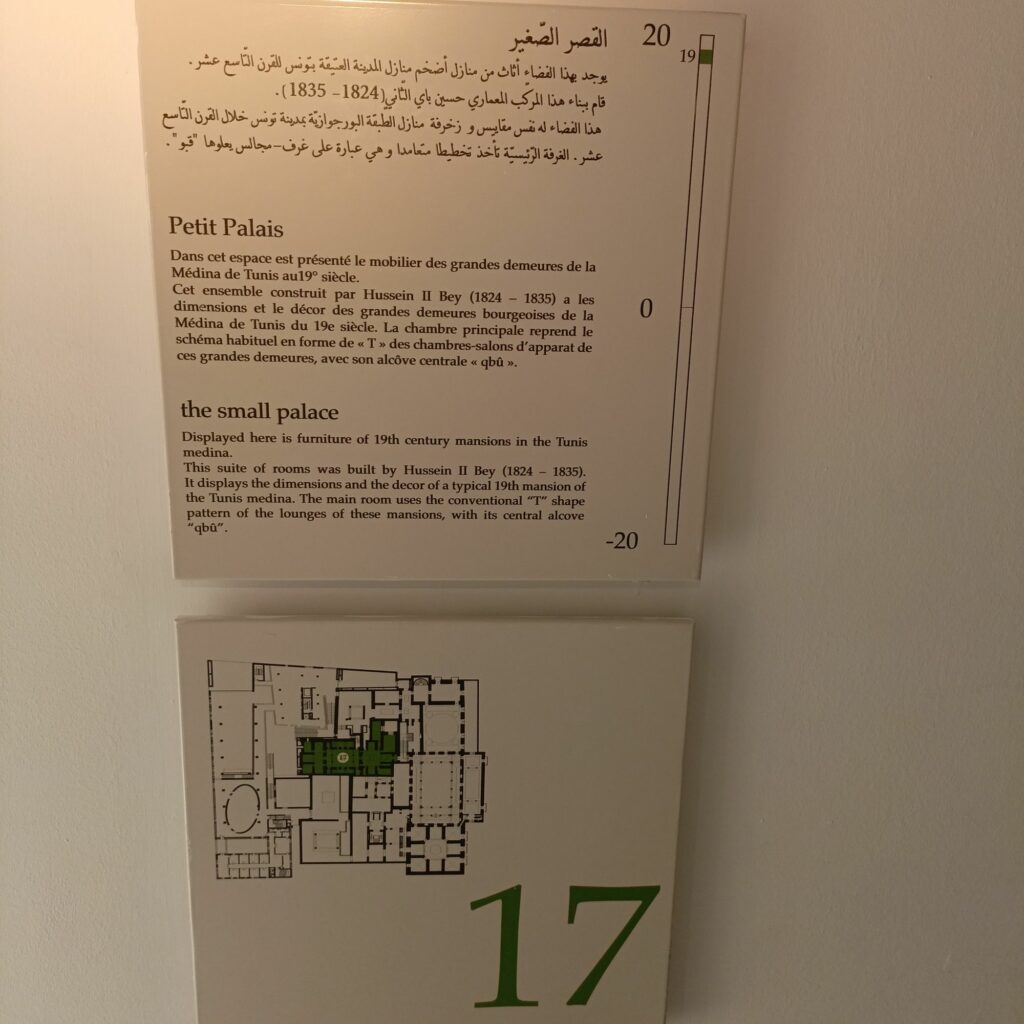 القصر الصّغير
يوجد بهذا الفضاء أثاث من منازل أضخم منازل المدينة العتيقة بتونس للقرن التّاسع عشر .
قام ببناء هذا المركّب المعماري حسين باي الثّاني(1824- 1835).
هذا الفضاء له نفس مقاييس و زخرفة منازل الطّبقة البورجوازيّة بمدينة تونس خلال القرن التّاسع
عشر . الغرفة الرّئيسيّة تأخذ تخطيطا متعامدا و هي عبارة على غرف-مجالس يعلوها "قبو" .
20
19
0
-20
Petit Palais
Dans cet espace est présenté le mobilier des grandes demeures de la
Médina de Tunis au19° siècle.
Cet ensemble construit par Hussein II Bey (1824 – 1835) a les
dimensions et le décor des grandes demeures bourgeoises de la
Médina de Tunis du 19e siècle. La chambre principale reprend le
schéma habituel en forme de « T » des chambres-salons d'apparat de
ces grandes demeures, avec son alcôve centrale « qbû ».
the small palace
Displayed here is furniture of 19th century mansions in the Tunis
medina.
This suite of rooms was built by Hussein II Bey (1824 – 1835).
It displays the dimensions and the decor of a typical 19th mansion of
the Tunis medina. The main room uses the conventional "T" shape
pattern of the lounges of these mansions, with its central alcove
"qbû".
17
17